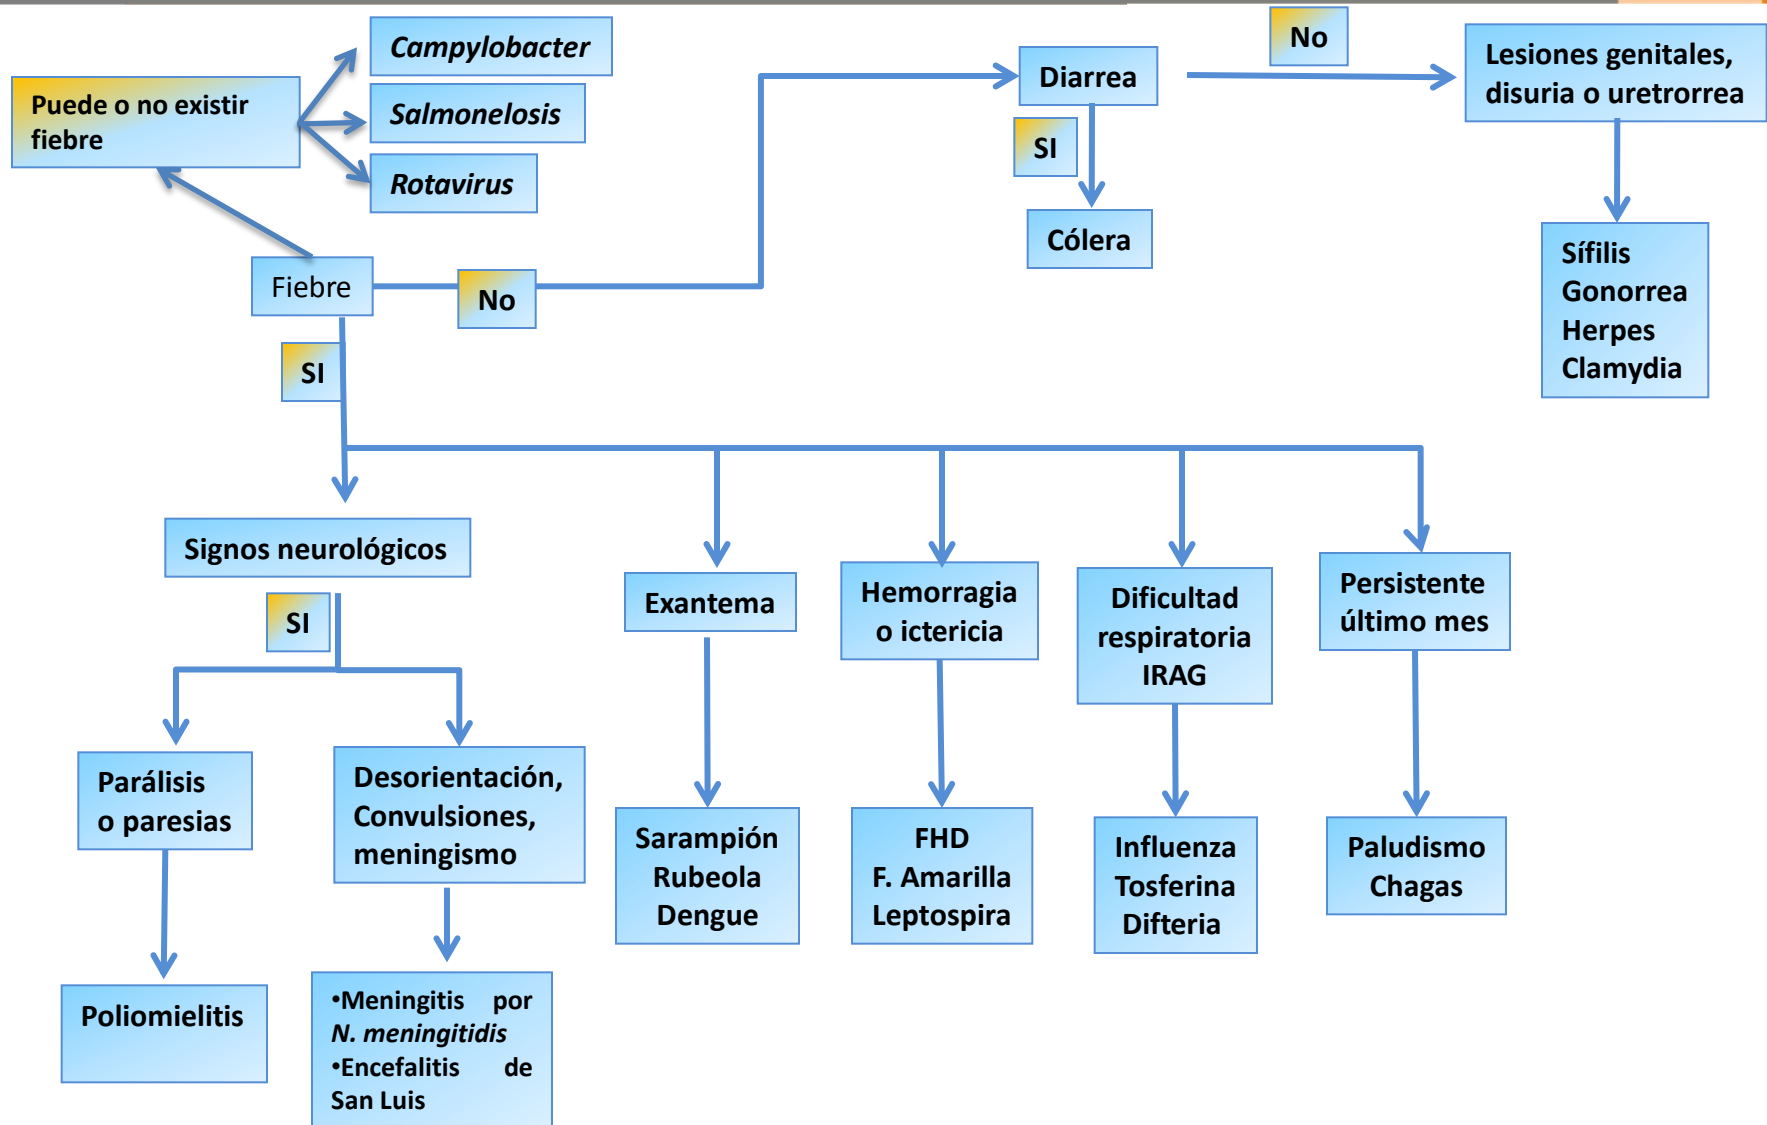 Puede o no existir
fiebre
Campylobacter
Salmonelosis
Rotavirus
Fiebre
No
SI
Diarrea
SI
Cólera
No
Lesiones genitales,
disuria o uretrorrea
Sífilis
Gonorrea
Herpes
Clamydia
Signos neurológicos
SI
Parálisis
o paresias
Poliomielitis
Desorientación,
Convulsiones,
meningismo
•Meningitis por
N. meningitidis
•Encefalitis de
San Luis
Exantema
Sarampión
Rubeola
Dengue
Hemorragia
o ictericia
FHD
F. Amarilla
Leptospira
Dificultad
respiratoria
IRAG
Influenza
Tosferina
Difteria
Persistente
último mes
Paludismo
Chagas